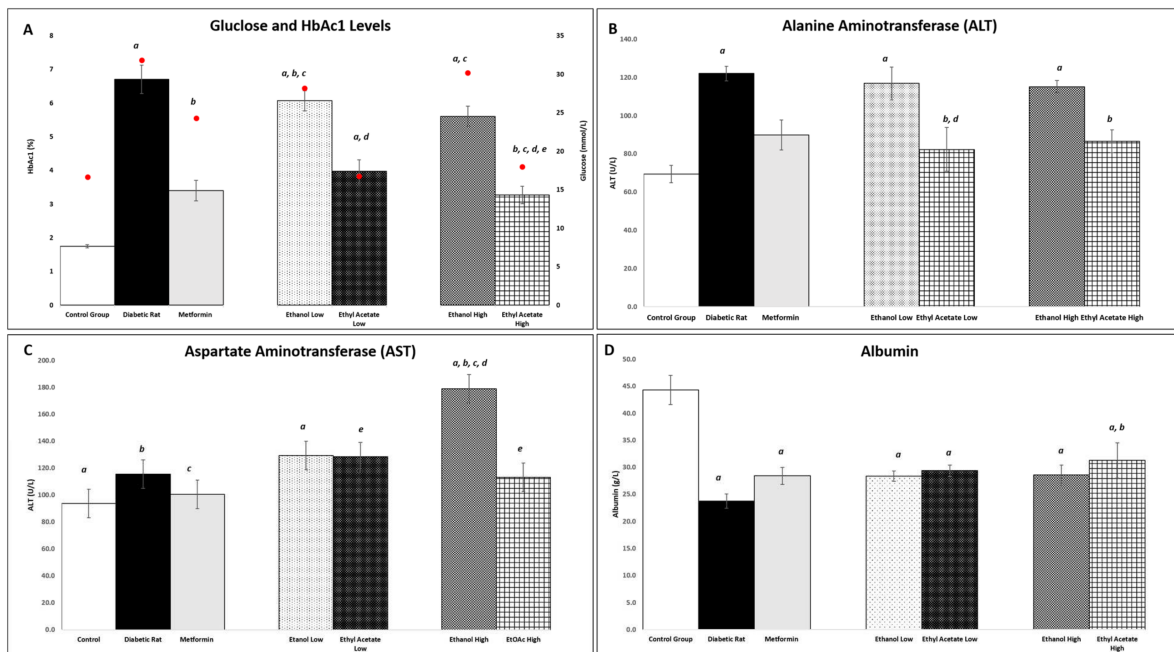 A
Glucose and HbAc1 Levels
8
7
6
5
4
3
2
1
0
HbAc1 (%)
35
30
25
20
15
10
5
0
Glucose (mmol/L)
a
b
a, b, c
a, d
a, c
b, c, d, e
Control Group
Diabetic Rat
Metformin
Ethanol Low
Ethyl Acetate
Low
Ethanol High
Ethyl Acetate
High
B
Alanine Aminotransferase (ALT)
140.0
120.0
100.0
80.0
60.0
40.0
20.0
0.0
ALT (U/L)
a
a
b, d
a
b
Control Group
Diabetic Rat
Metformin
Ethanol Low
Ethyl Acetate Low
Ethanol High
Ethyl Acetate High
C
Aspartate Aminotransferase (AST)
200.0
180.0
160.0
140.0
120.0
100.0
80.0
60.0
40.0
20.0
0.0
ALT (U/L)
a
b
c
a
e
a, b, c, d
e
Control
Diabetic Rat
Metformin
Etanol Low
Ethyl Acetate
Low
Ethanol High
EtOAc High
D
Albumin
50.0
45.0
40.0
35.0
30.0
25.0
20.0
15.0
10.0
5.0
0.0
Albumin (g/L)
a
a
a
a
a
a, b
Control Group
Diabetic Rat
Metformin
Ethanol Low
Ethyl Acetate Low
Ethanol High
Ethyl Acetate
High